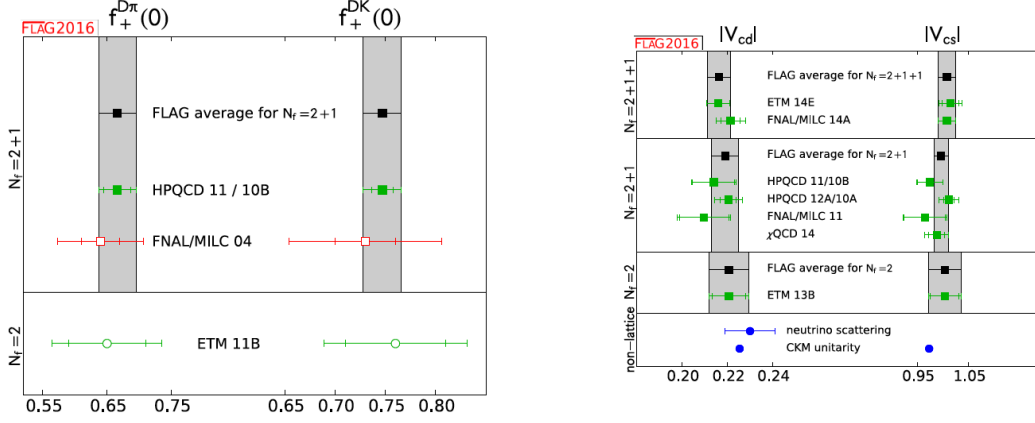 f₊^Dπ(0) f₊^DK(0)
FLAG2016
N_f=2+1
FLAG average for N_f=2+1
HPQCD 11 / 10B
FNAL/MILC 04
N_f=2
ETM 11B
0.55 0.65 0.75 0.65 0.75 0.80
|V_cd| |V_cs|
FLAG2016
N_f=2+1+1
FLAG average for N_f=2+1+1
ETM 14E
FNAL/MILC 14A
N_f=2+1
FLAG average for N_f=2+1
HPQCD 11/10B
HPQCD 12A/10A
FNAL/MILC 11
χQCD 14
N_f=2
FLAG average for N_f=2
ETM 13B
non-lattice
neutrino scattering
CKM unitarity
0.20 0.22 0.24 0.95 1.05